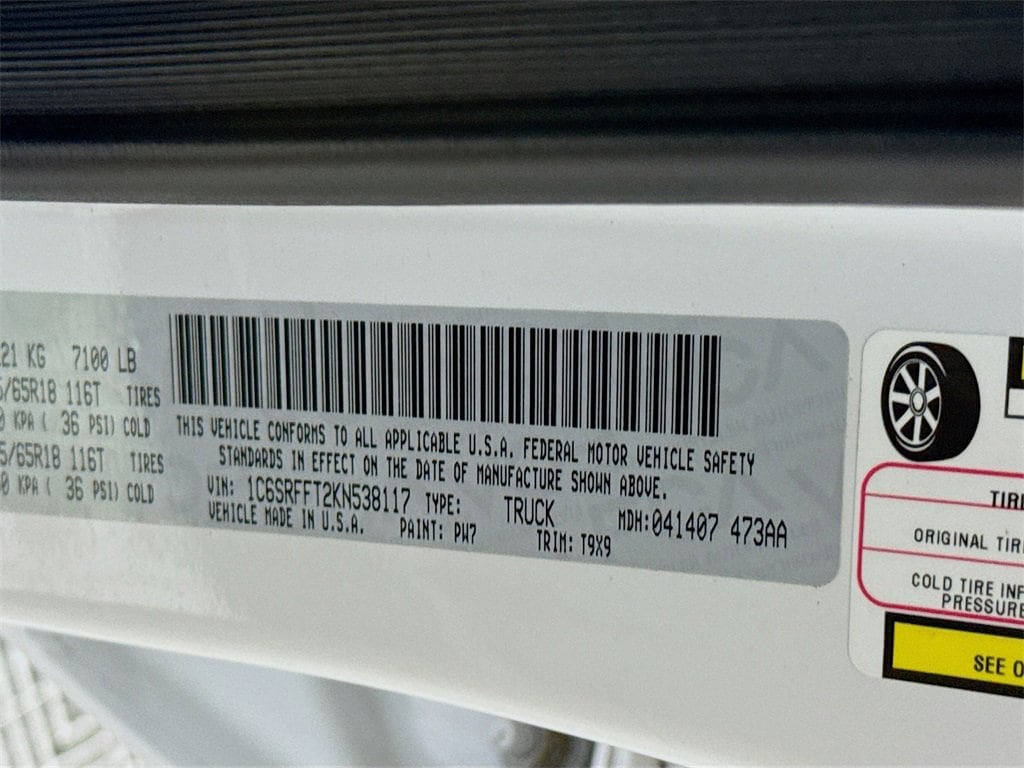 21 KG 7100 LB
/65R18 116T TIRES
0 KPA ( 36 PSI) COLD
5/65R18 116T TIRES
0 KPA ( 36 PSI) COLD
THIS VEHICLE CONFORMS TO ALL APPLICABLE U.S.A. FEDERAL MOTOR VEHICLE SAFETY
STANDARDS IN EFFECT ON THE DATE OF MANUFACTURE SHOWN ABOVE.
VIN: 1C6SRFFT2KN538117 TYPE: TRUCK MDH:041407 473AA
VEHICLE MADE IN U.S.A. PAINT: PW7 TRIM: T9X9
TIR
ORIGINAL TIR
COLD TIRE INF
PRESSURE
SEE O